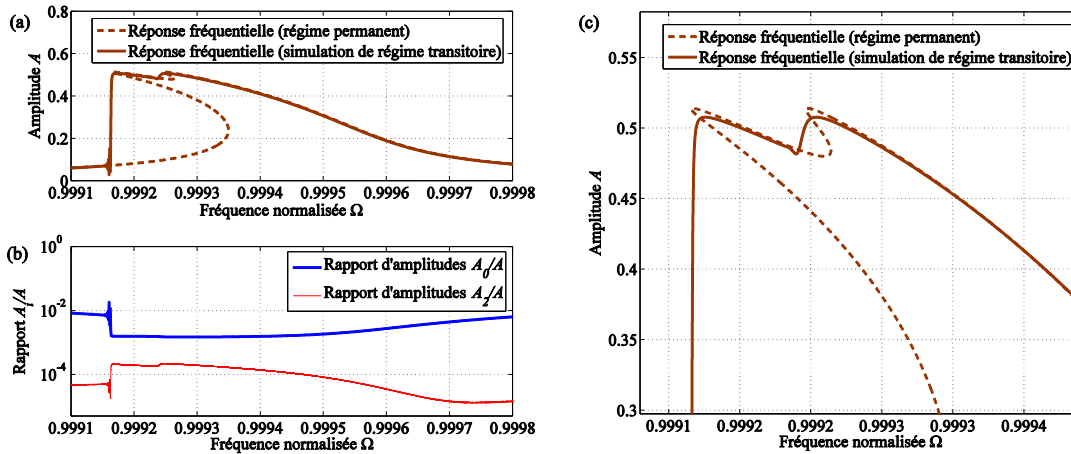 (a)
Réponse fréquentielle (régime permanent)
Réponse fréquentielle (simulation de régime transitoire)
Amplitude A
0.8
0.6
0.4
0.2
0
0.9991 0.9992 0.9993 0.9994 0.9995 0.9996 0.9997 0.9998
Fréquence normalisée Ω
(b)
Rapport d'amplitudes A0/A
Rapport d'amplitudes A2/A
Rapport Ai/A
10^0
10^-2
10^-4
0.9991 0.9992 0.9993 0.9994 0.9995 0.9996 0.9997 0.9998
Fréquence normalisée Ω
(c)
Réponse fréquentielle (régime permanent)
Réponse fréquentielle (simulation de régime transitoire)
Amplitude A
0.55
0.5
0.45
0.4
0.35
0.3
0.9991 0.9992 0.9992 0.9993 0.9993 0.9994
Fréquence normalisée Ω